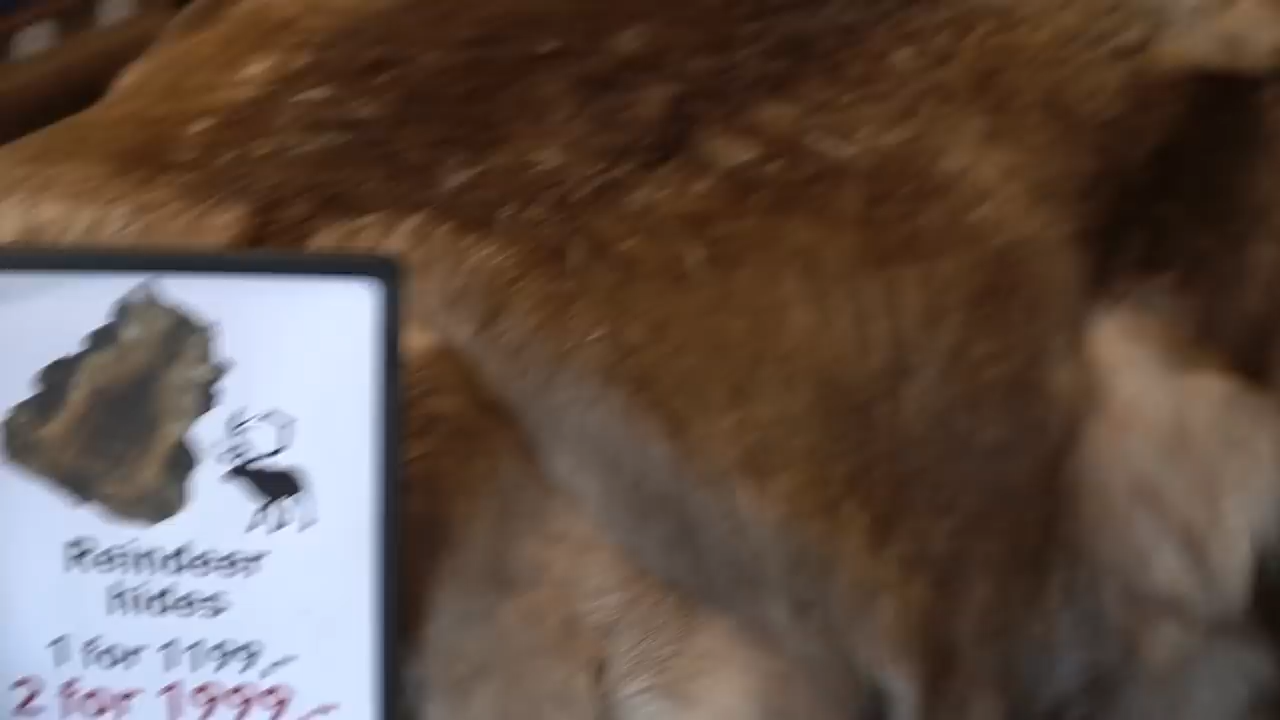 Reindeer
Hides
1 for 1199,-
2 for 1999,-